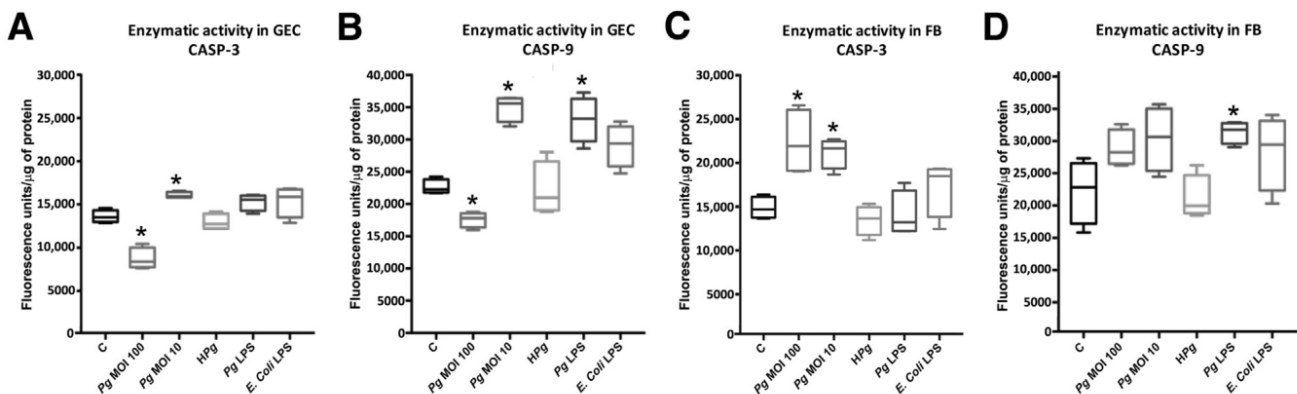 A
Enzymatic activity in GEC
CASP-3
Fluorescence units/µg of protein
30,000
25,000
20,000
15,000
10,000
5000
0
*
*
C
Pg MOI 100
Pg MOI 10
HPg
Pg LPS
E. Coli LPS
B
Enzymatic activity in GEC
CASP-9
Fluorescence units/µg of protein
40,000
35,000
30,000
25,000
20,000
15,000
10,000
5000
0
*
*
*
C
Pg MOI 100
Pg MOI 10
HPg
Pg LPS
E. Coli LPS
C
Enzymatic activity in FB
CASP-3
Fluorescence units/µg of protein
30,000
25,000
20,000
15,000
10,000
5000
0
*
*
C
Pg MOI 100
Pg MOI 10
HPg
Pg LPS
E. Coli LPS
D
Enzymatic activity in FB
CASP-9
Fluorescence units/µg of protein
40,000
35,000
30,000
25,000
20,000
15,000
10,000
5000
0
*
C
Pg MOI 100
Pg MOI 10
HPg
Pg LPS
E. Coli LPS